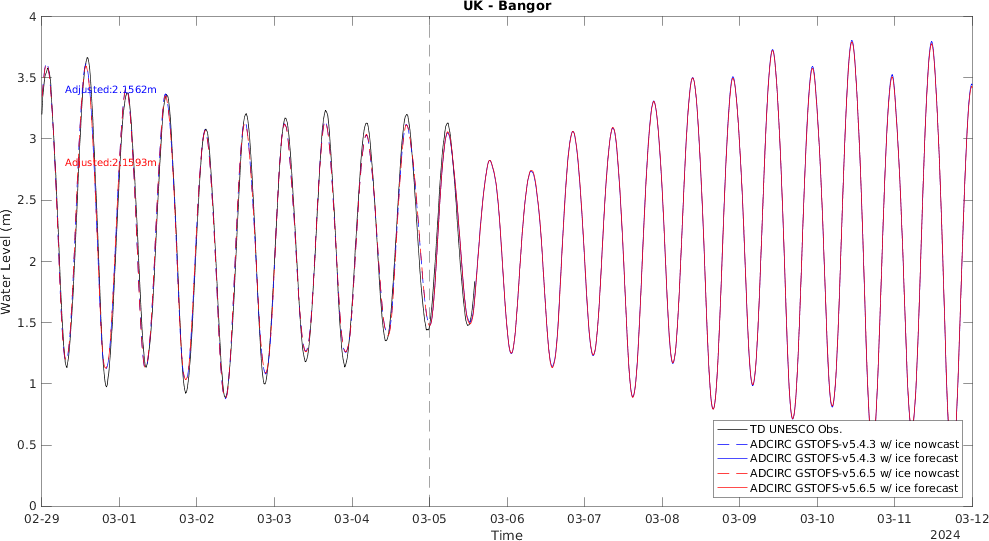 UK - Bangor
4
3.5
3
2.5
2
1.5
1
0.5
0
Water Level (m)
Adjusted:2.1562m
Adjusted:2.1593m
TD UNESCO Obs.
ADCIRC GSTOFS-v5.4.3 w/ ice nowcast
ADCIRC GSTOFS-v5.4.3 w/ ice forecast
ADCIRC GSTOFS-v5.6.5 w/ ice nowcast
ADCIRC GSTOFS-v5.6.5 w/ ice forecast
02-29 03-01 03-02 03-03 03-04 03-05 03-06 03-07 03-08 03-09 03-10 03-11 03-12
Time
2024